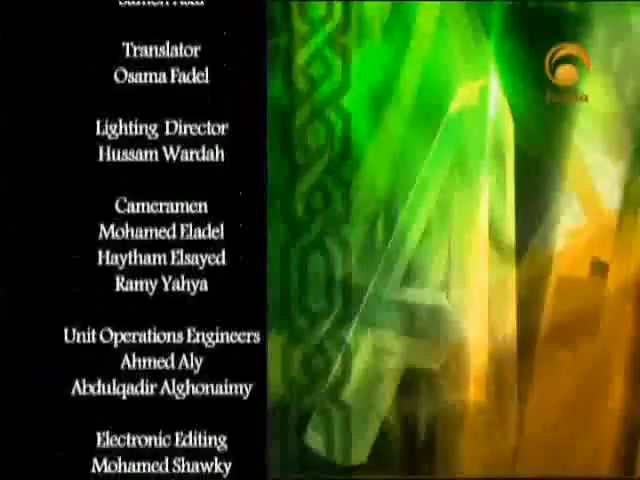 Translator
Osama Fadel
Lighting Director
Hussam Wardah
Cameramen
Mohamed Eladel
Haytham Elsayed
Ramy Yahya
Unit Operations Engineers
Ahmed Aly
Abdulqadir Alghonaimy
Electronic Editing
Mohamed Shawky